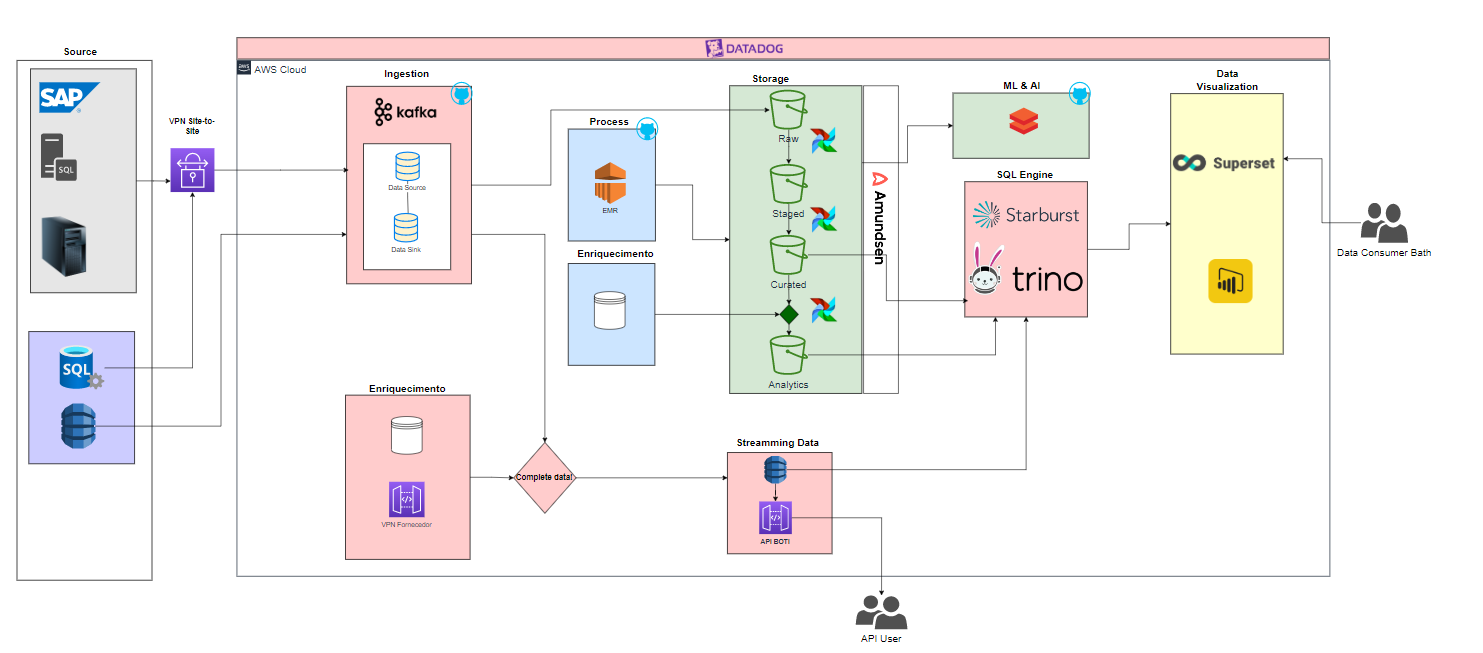 DATADOG
Source
aws
AWS Cloud
SAP
SQL
VPN Site-to-
Site
SQL
Ingestion
kafka
Data Source
Data Sink
Process
EMR
Enriquecimento
Storage
Raw
Staged
Curated
Analytics
Amundsen
ML & AI
SQL Engine
Starburst
trino
Data
Visualization
Superset
Data Consumer Bath
Enriquecimento
VPN Fornecedor
Complete data!
Streamming Data
API BOTI
API User